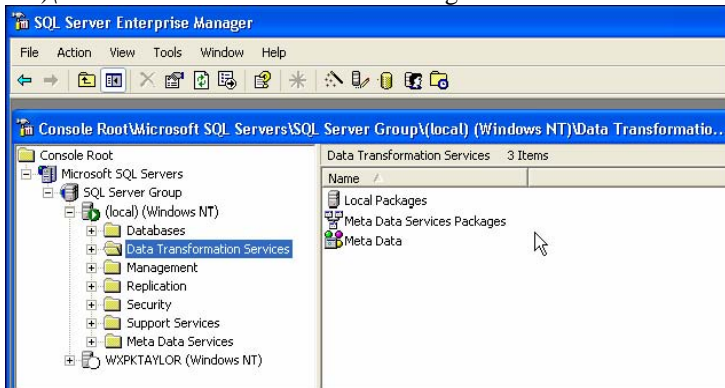 SQL Server Enterprise Manager
File Action View Tools Window Help
Console Root\Microsoft SQL Servers\SQL Server Group\(local) (Windows NT)\Data Transformatio...
Console Root
Microsoft SQL Servers
SQL Server Group
(local) (Windows NT)
Databases
Data Transformation Services
Management
Replication
Security
Support Services
Meta Data Services
WXPKTAYLOR (Windows NT)
Data Transformation Services 3 Items
Name
Local Packages
Meta Data Services Packages
Meta Data